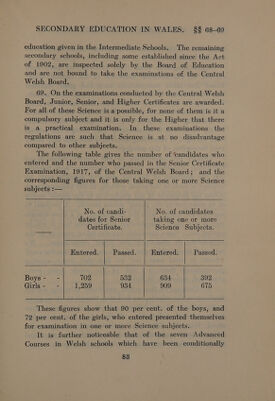 SECONDARY EDUCATION IN WALES. §§ 68–69
education given in the Intermediate Schools. The remaining
secondary schools, including some established since the Act
of 1902, are inspected solely by the Board of Education
and are not bound to take the examinations of the Central
Welsh Board.
69. On the examinations conducted by the Central Welsh
Board, Junior, Senior, and Higher Certificates are awarded.
For all of these Science is a possible, for none of them is it a
compulsory subject and it is only for the Higher that there
is a practical examination. In these examinations the
regulations are such that Science is at no disadvantage
compared to other subjects.
The following table gives the number of candidates who
entered and the number who passed in the Senior Certificate
Examination, 1917, of the Central Welsh Board; and the
corresponding figures for those taking one or more Science
subjects :—
No. of candi- No. of candidates
dates for Senior taking one or more
Certificate. Science Subjects.
Entered. Passed. Entered. Passed.
Boys - - 702 532 634 392
Girls - - 1,259 934 909 675
These figures show that 90 per cent. of the boys, and
72 per cent. of the girls, who entered presented themselves
for examination in one or more Science subjects.
It is further noticeable that of the seven Advanced
Courses in Welsh schools which have been conditionally
83